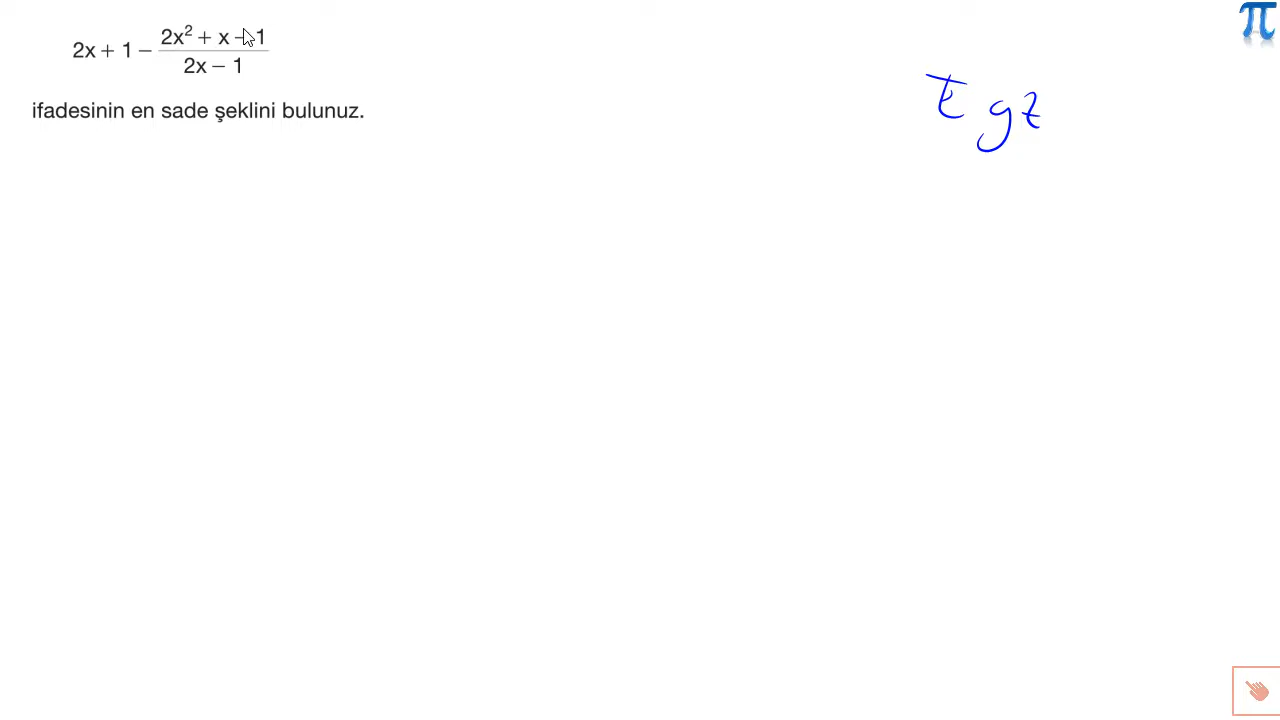 2x + 1 − (2x² + x − 1)/(2x − 1)
ifadesinin en sade şeklini bulunuz.
π